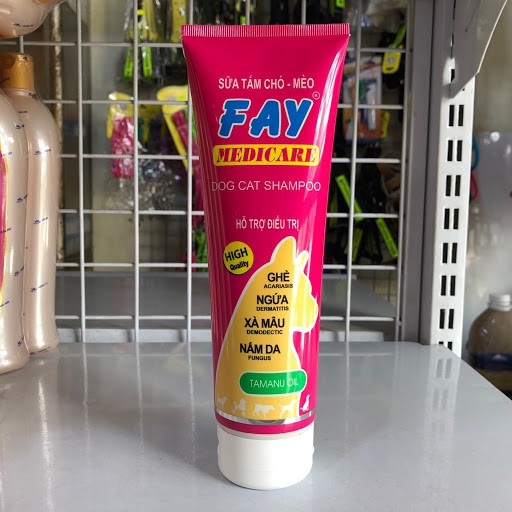 SỮA TẮM CHÓ - MÈO
FAY®
MEDICARE
DOG CAT SHAMPOO
HỖ TRỢ ĐIỀU TRỊ
HIGH
Quality
GHẺ
ACARIASIS
NGỨA
DERMATITIS
XÀ MÂU
DEMODECTIC
NẤM DA
FUNGUS
TAMANU OIL